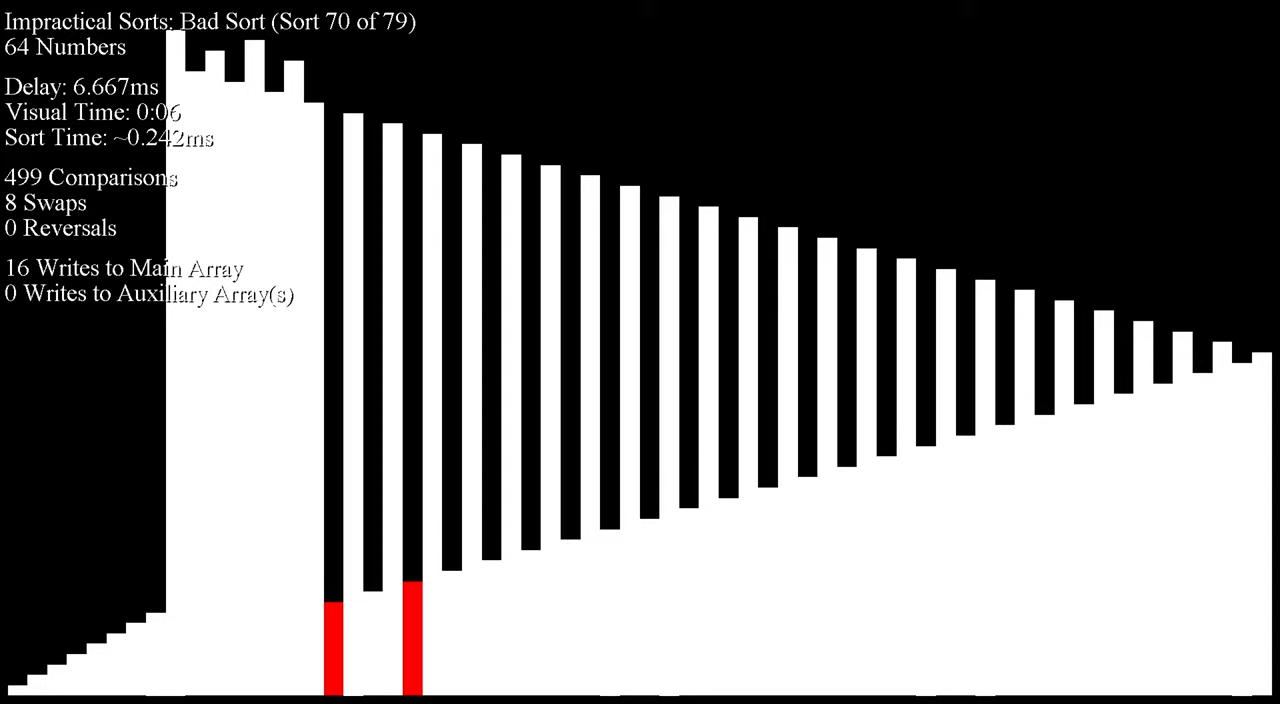 Impractical Sorts: Bad Sort (Sort 70 of 79)
64 Numbers
Delay: 6.667ms
Visual Time: 0:06
Sort Time: ~0.242ms
499 Comparisons
8 Swaps
0 Reversals
16 Writes to Main Array
0 Writes to Auxiliary Array(s)